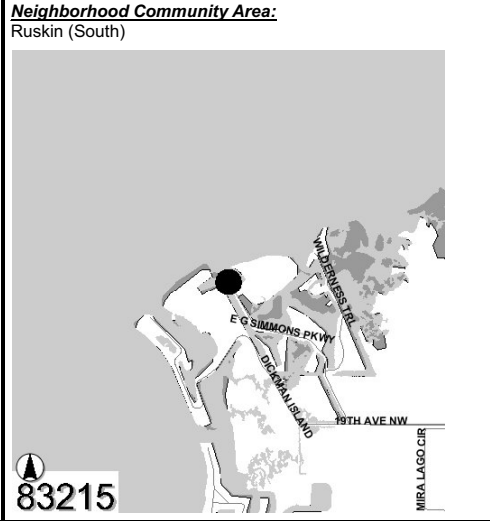 Neighborhood Community Area:
Ruskin (South)
WILDERNESS TRL
E G SIMMONS PKWY
DICKMAN ISLAND
19TH AVE NW
MIRA LAGO CIR
83215